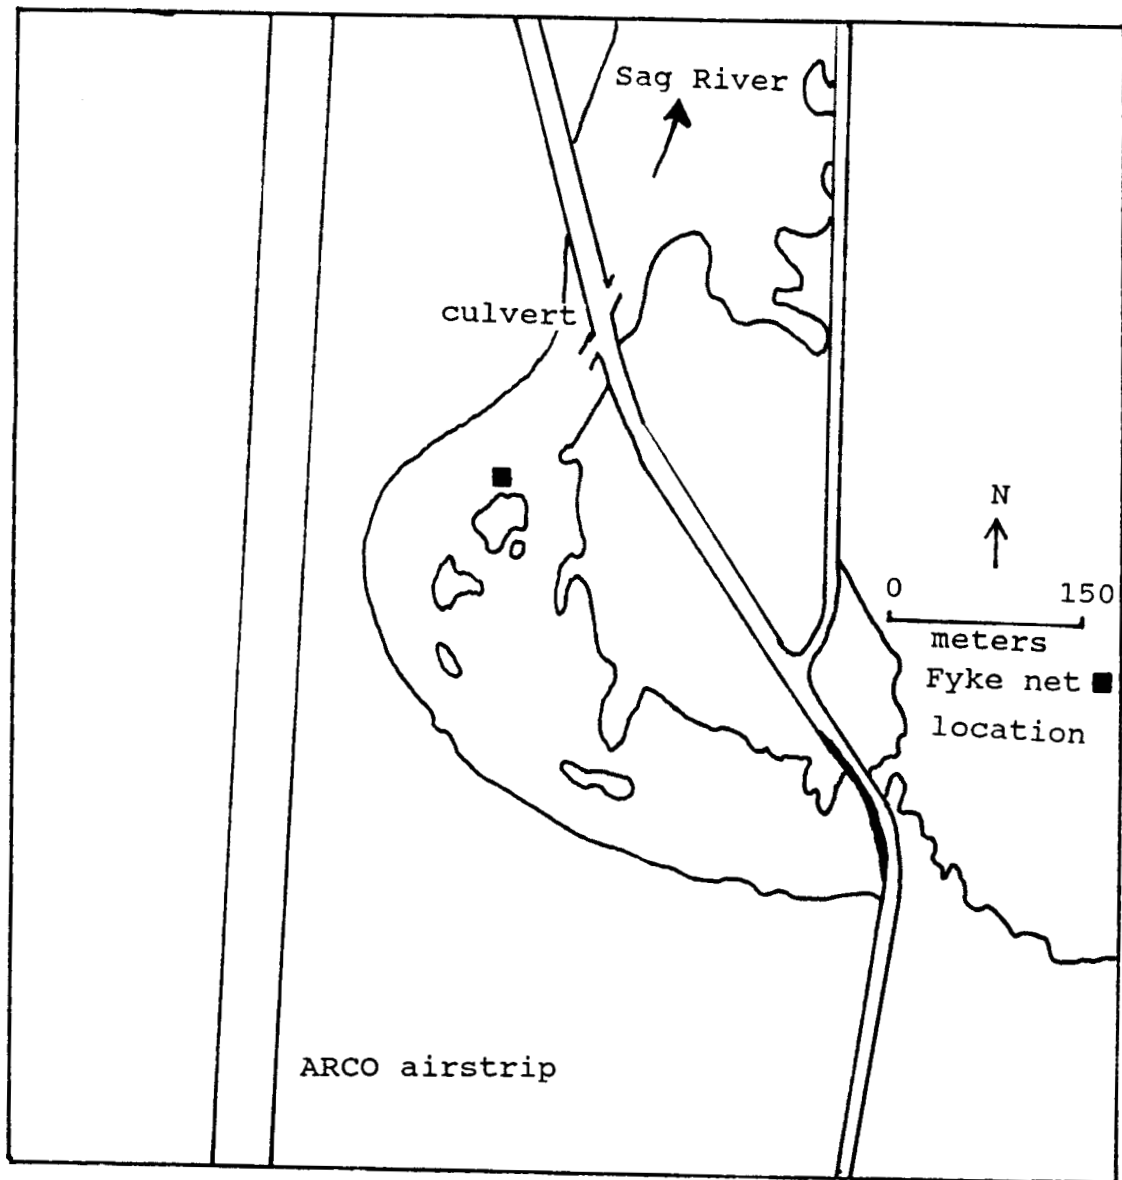 Sag River
culvert
N
0 150
meters
Fyke net
location
ARCO airstrip